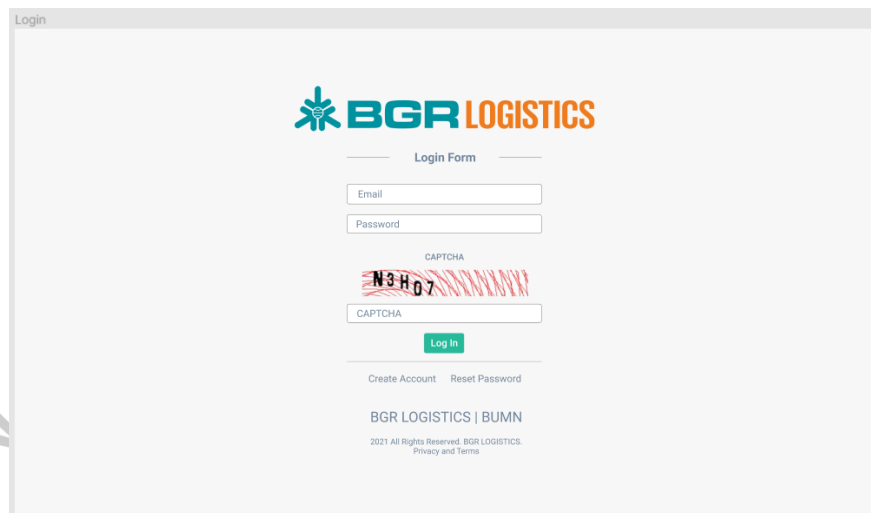 Login
BGR LOGISTICS
Login Form
Email
Password
CAPTCHA
N3H07
CAPTCHA
Log In
Create Account Reset Password
BGR LOGISTICS | BUMN
2021 All Rights Reserved. BGR LOGISTICS.
Privacy and Terms